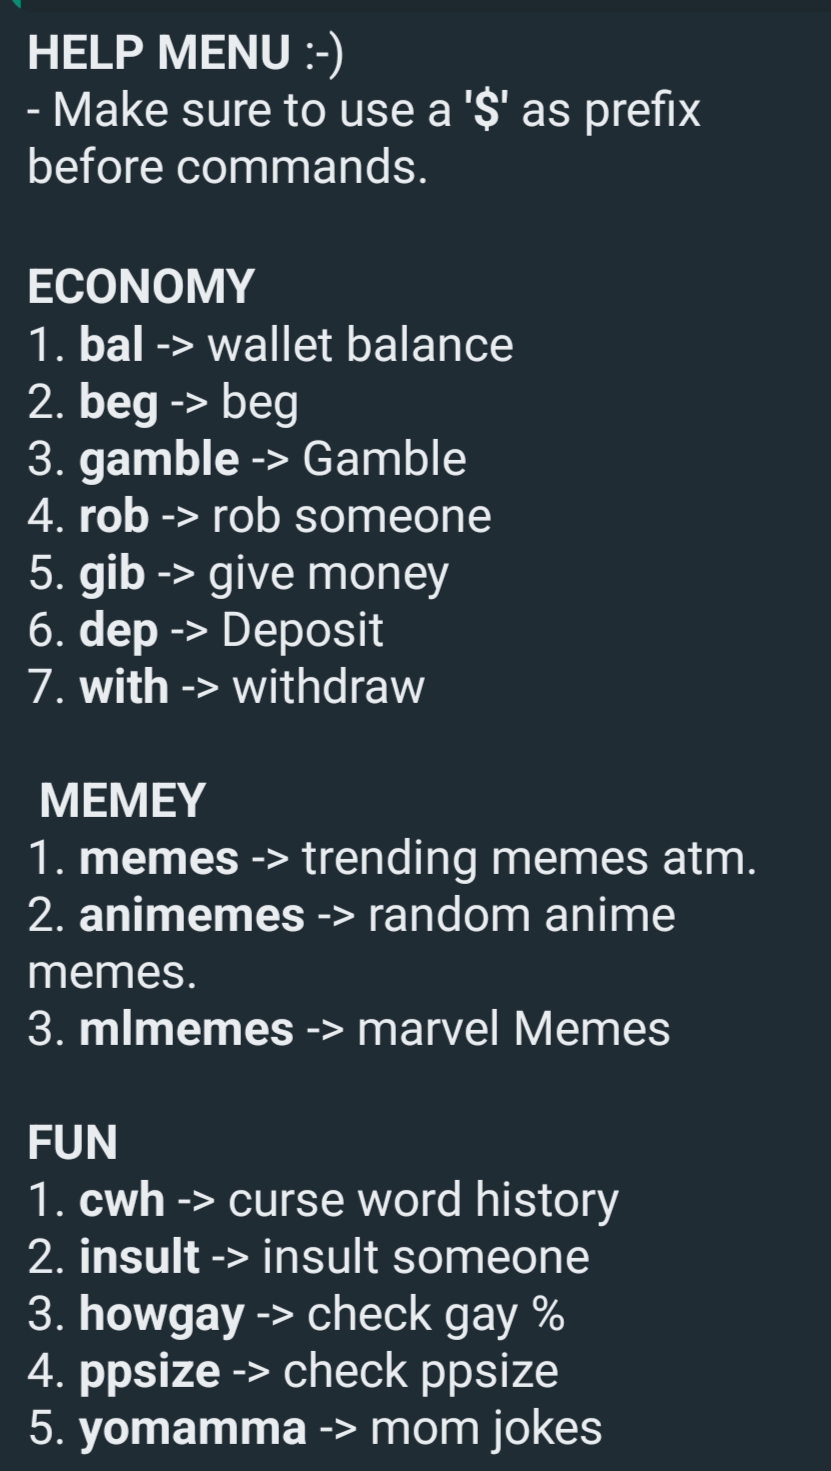 HELP MENU :-)
- Make sure to use a '$' as prefix
before commands.
ECONOMY
1. bal -> wallet balance
2. beg -> beg
3. gamble -> Gamble
4. rob -> rob someone
5. gib -> give money
6. dep -> Deposit
7. with -> withdraw
MEMEY
1. memes -> trending memes atm.
2. animemes -> random anime
memes.
3. mlmemes -> marvel Memes
FUN
1. cwh -> curse word history
2. insult -> insult someone
3. howgay -> check gay %
4. ppsize -> check ppsize
5. yomamma -> mom jokes